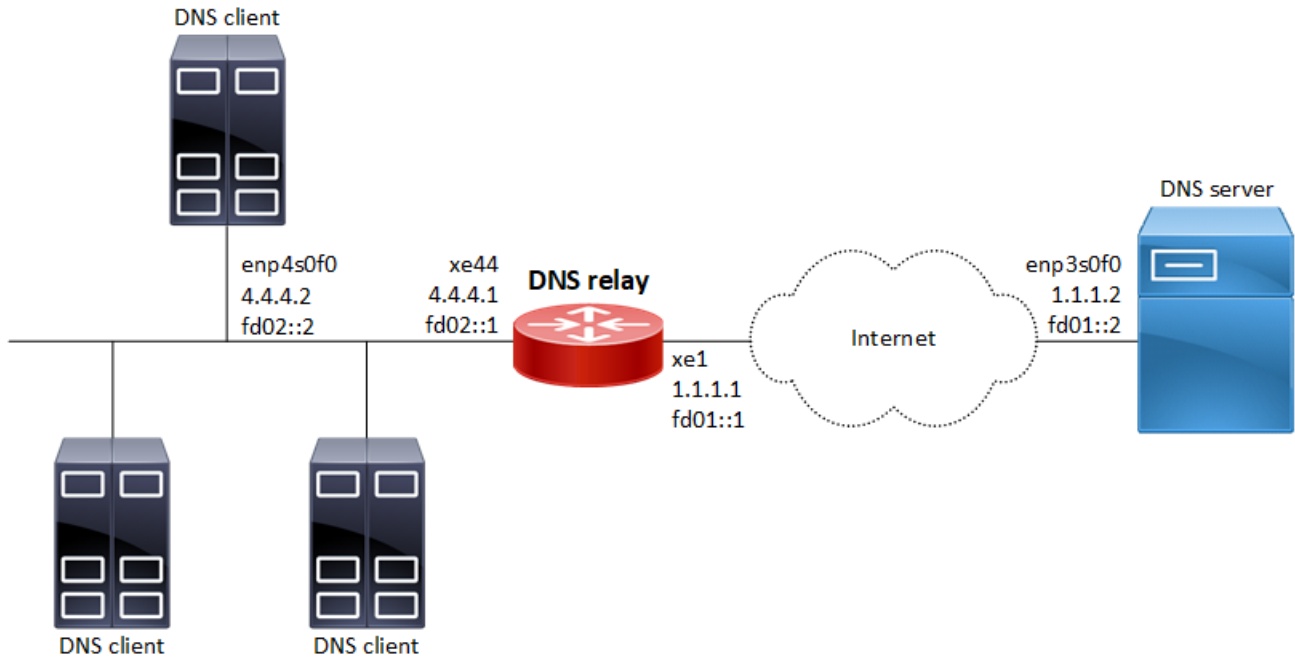 DNS client
DNS server
enp4s0f0
4.4.4.2
fd02::2
xe44
4.4.4.1
fd02::1
DNS relay
xe1
1.1.1.1
fd01::1
Internet
enp3s0f0
1.1.1.2
fd01::2
DNS client
DNS client